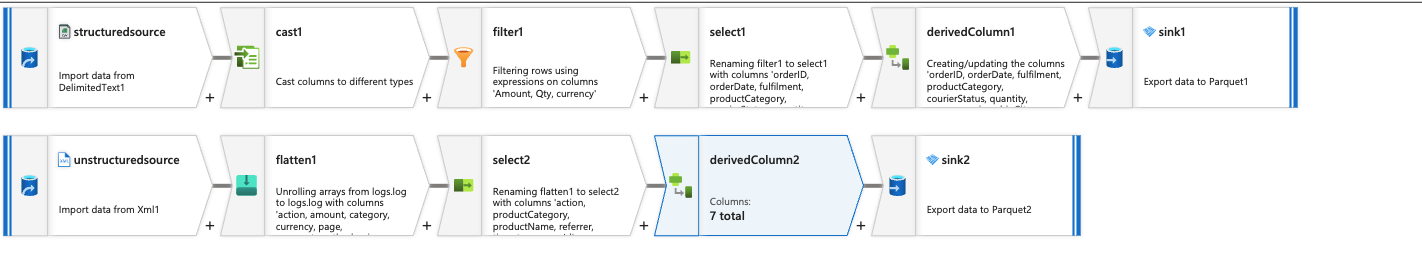 structuredsource
Import data from
DelimitedText1
+
cast1
Cast columns to different types
+
filter1
Filtering rows using
expressions on columns
'Amount, Qty, currency'
+
select1
Renaming filter1 to select1
with columns 'orderID,
orderDate, fulfilment,
productCategory,
+
derivedColumn1
Creating/updating the columns
'orderID, orderDate, fulfilment,
productCategory,
courierStatus, quantity,
+
sink1
Export data to Parquet1
XML
unstructuredsource
Import data from Xml1
+
flatten1
Unrolling arrays from logs.log
to logs.log with columns
'action, amount, category,
currency, page,
+
select2
Renaming flatten1 to select2
with columns 'action,
productCategory,
productName, referrer,
+
derivedColumn2
Columns:
7 total
+
sink2
Export data to Parquet2